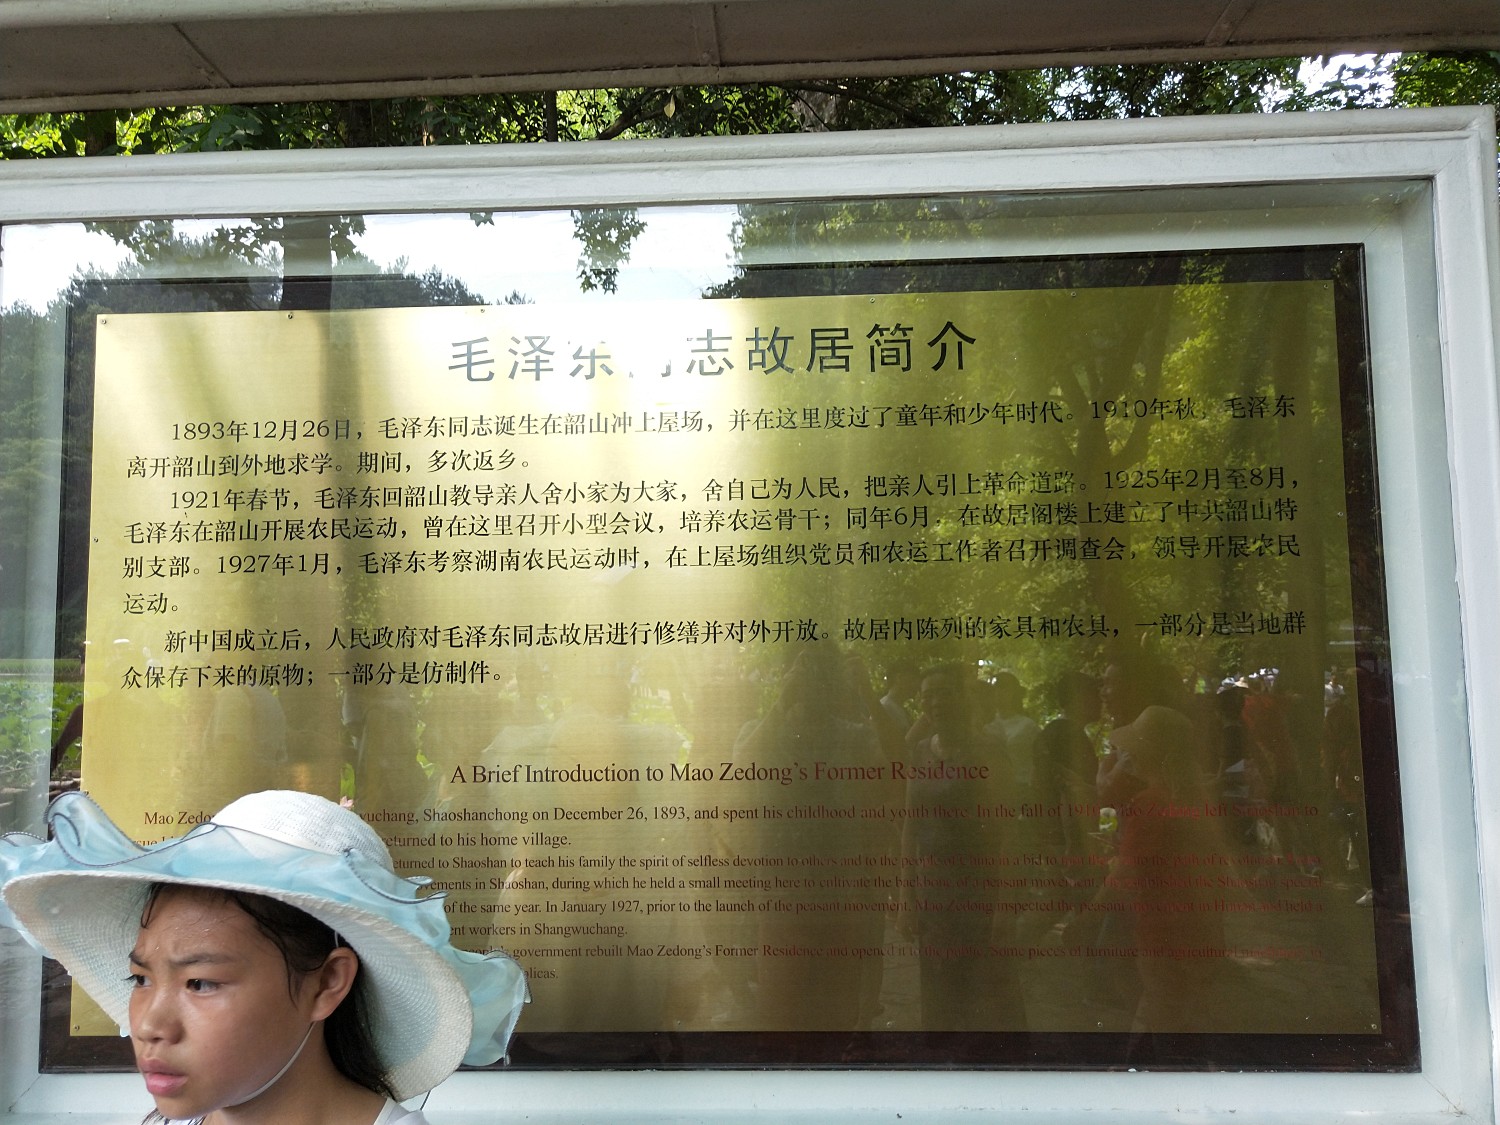 毛泽东同志故居简介
1893年12月26日，毛泽东同志诞生在韶山冲上屋场，并在这里度过了童年和少年时代。1910年秋，毛泽东
离开韶山到外地求学。期间，多次返乡。
1921年春节，毛泽东回韶山教导亲人舍小家为大家，舍自己为人民，把亲人引上革命道路。1925年2月至8月，
毛泽东在韶山开展农民运动，曾在这里召开小型会议，培养农运骨干；同年6月，在故居阁楼上建立了中共韶山特
别支部。1927年1月，毛泽东考察湖南农民运动时，在上屋场组织党员和农运工作者召开调查会，领导开展农民
运动。
新中国成立后，人民政府对毛泽东同志故居进行修缮并对外开放。故居内陈列的家具和农具，一部分是当地群
众保存下来的原物；一部分是仿制件。
A Brief Introduction to Mao Zedong's Former Residence
Mao Shaoshanchong on December 26, 1893, and spent his childhood and youth there. In the fall of 1910, Mao Zedong left Shaoshan to
returned to his home village.
returned to Shaoshan to teach his family the spirit of selfless devotion to others and to the people of China in a bid to
in Shaoshan, during which he held a small meeting here to cultivate the backbone of a peasant movement. the Shaoshan special
of the same year. In January 1927, prior to the launch of the peasant movement, Mao Zedong inspected the peasant movement in Hunan and held a
workers in Shangwuchang.
government rebuilt Mao Zedong's Former Residence and opened it to the public. Some pieces of furniture and agricultural